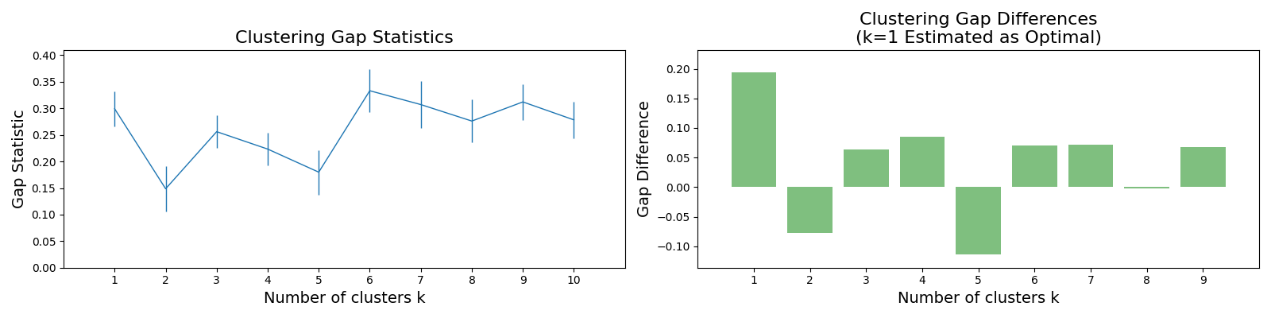 Clustering Gap Statistics
Gap Statistic
0.40
0.35
0.30
0.25
0.20
0.15
0.10
0.05
0.00
1 2 3 4 5 6 7 8 9 10
Number of clusters k
Clustering Gap Differences
(k=1 Estimated as Optimal)
Gap Difference
0.20
0.15
0.10
0.05
0.00
−0.05
−0.10
1 2 3 4 5 6 7 8 9
Number of clusters k